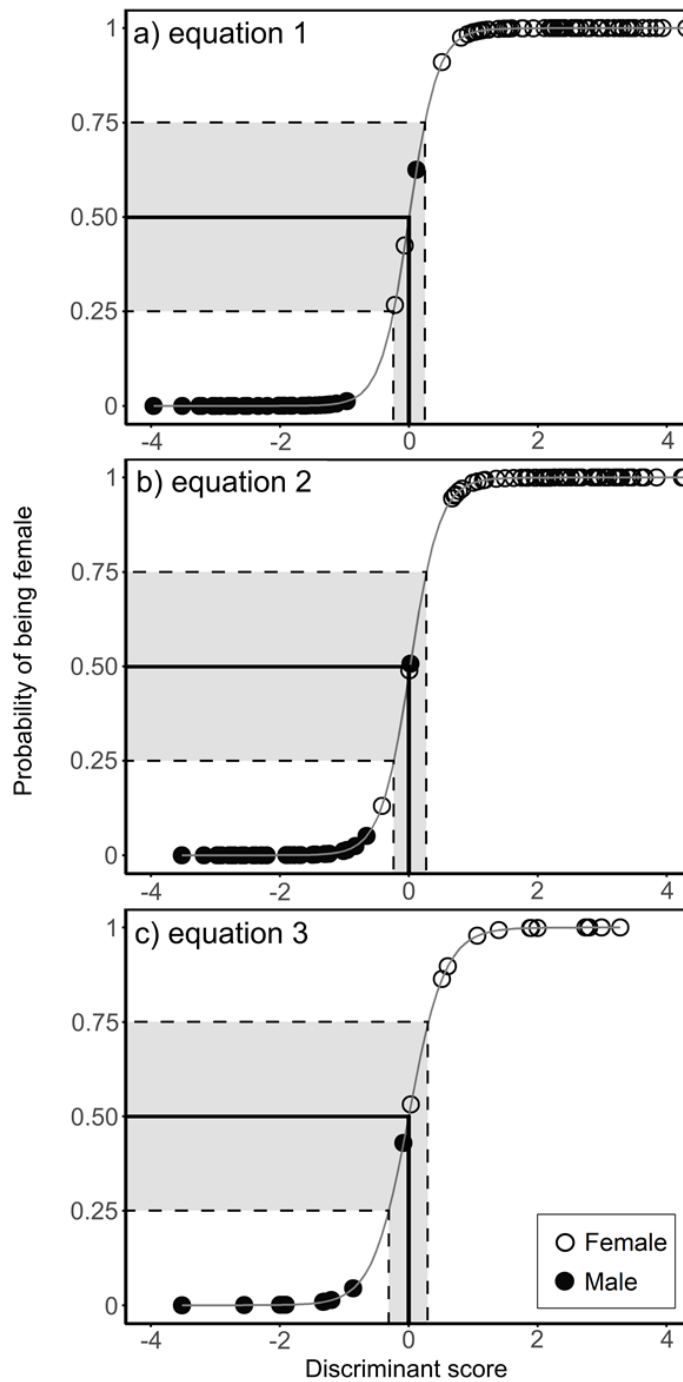 a) equation 1
1
0.75
0.50
0.25
0
-4 -2 0 2 4
b) equation 2
1
0.75
0.50
0.25
0
-4 -2 0 2 4
Probability of being female
c) equation 3
1
0.75
0.50
0.25
0
Female
Male
-4 -2 0 2 4
Discriminant score